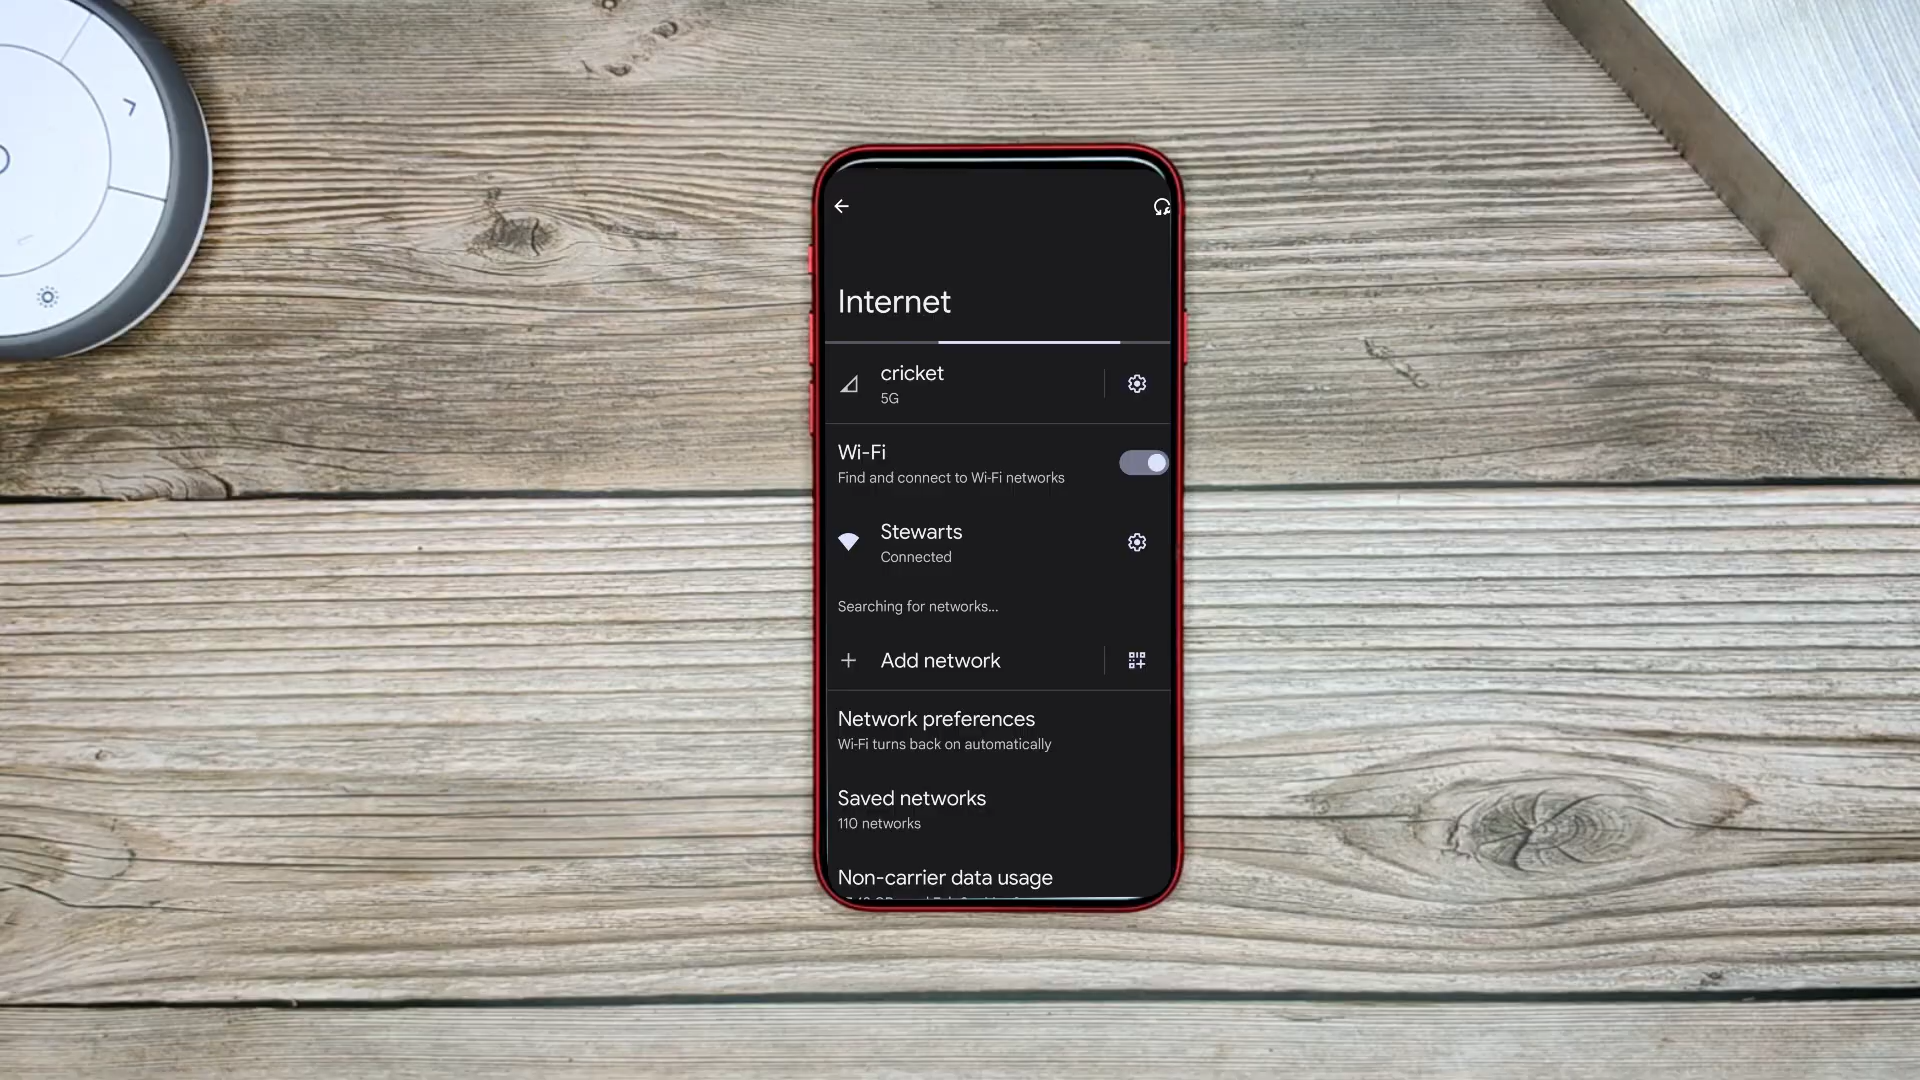 Internet
cricket
5G
Wi-Fi
Find and connect to Wi-Fi networks
Stewarts
Connected
Searching for networks...
Add network
Network preferences
Wi-Fi turns back on automatically
Saved networks
110 networks
Non-carrier data usage